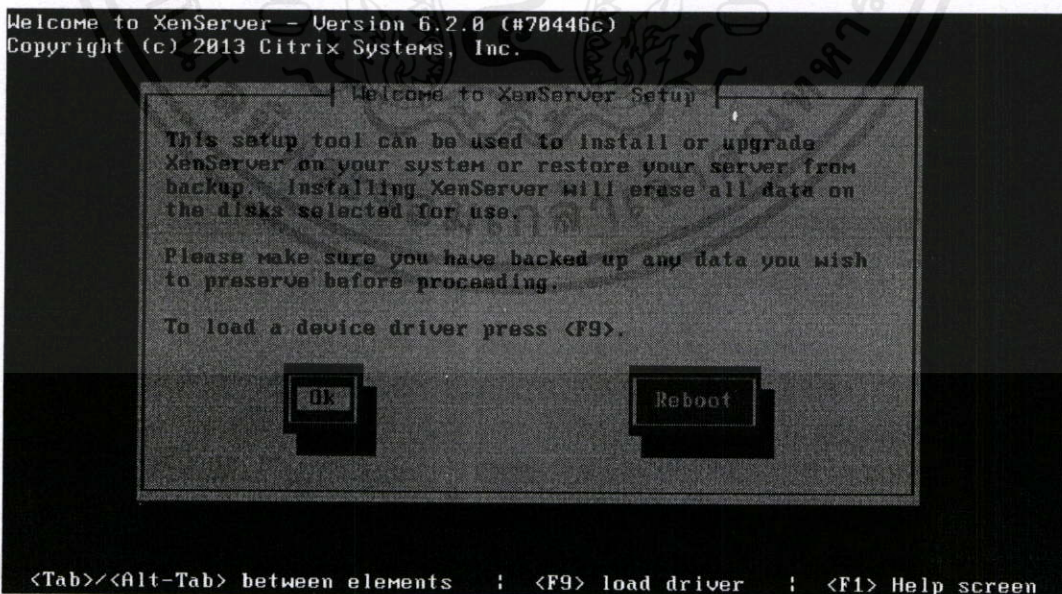 Welcome to XenServer - Version 6.2.0 (#70446c)
Copyright (c) 2013 Citrix Systems, Inc.
Welcome to XenServer Setup
This setup tool can be used to install or upgrade
XenServer on your system or restore your server from
backup. Installing XenServer will erase all data on
the disks selected for use.
Please make sure you have backed up any data you wish
to preserve before proceeding.
To load a device driver press <F9>.
Ok
Reboot
<Tab>/<Alt-Tab> between elements | <F9> load driver | <F1> Help screen